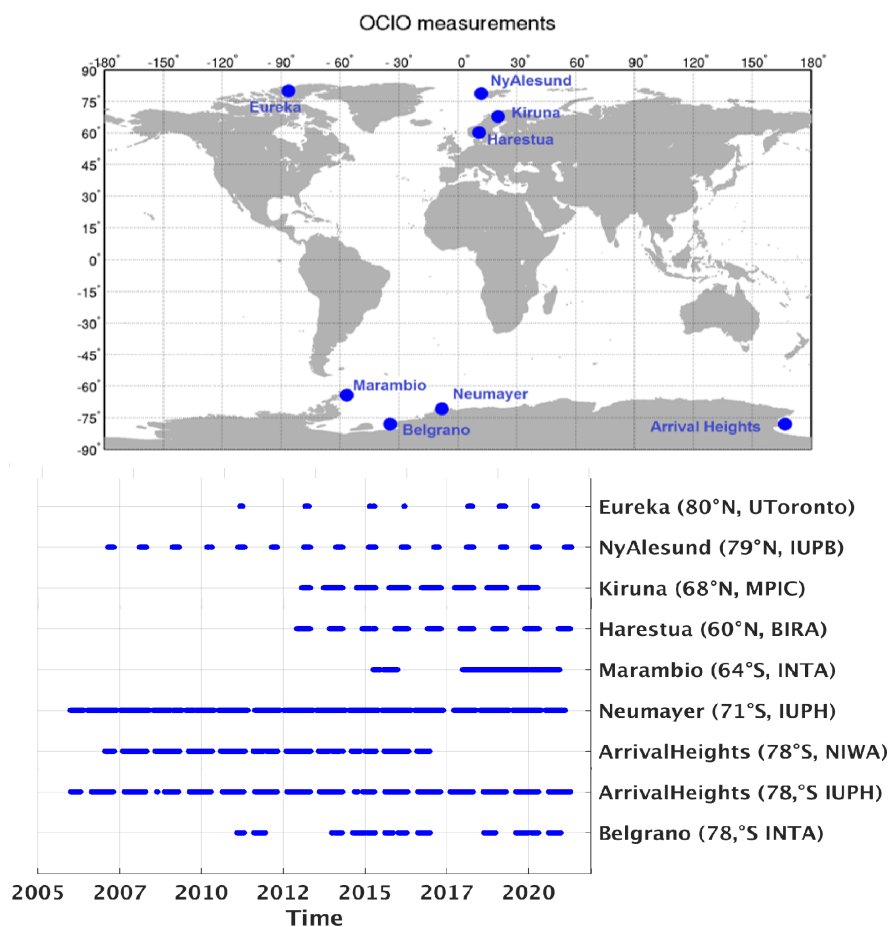 OClO measurements
-180° -150° -120° -90° -60° -30° 0° 30° 60° 90° 120° 150° 180°
90
75°
60°
45°
30°
15°
0°
-15°
-30°
-45°
-60°
-75°
-90°
NyAlesund
Eureka
Kiruna
Harestua
Marambio
Neumayer
Belgrano
Arrival Heights
Eureka (80°N, UToronto)
NyAlesund (79°N, IUPB)
Kiruna (68°N, MPIC)
Harestua (60°N, BIRA)
Marambio (64°S, INTA)
Neumayer (71°S, IUPH)
ArrivalHeights (78°S, NIWA)
ArrivalHeights (78,°S IUPH)
Belgrano (78,°S INTA)
2005 2007 2010 2012 2015 2017 2020
Time